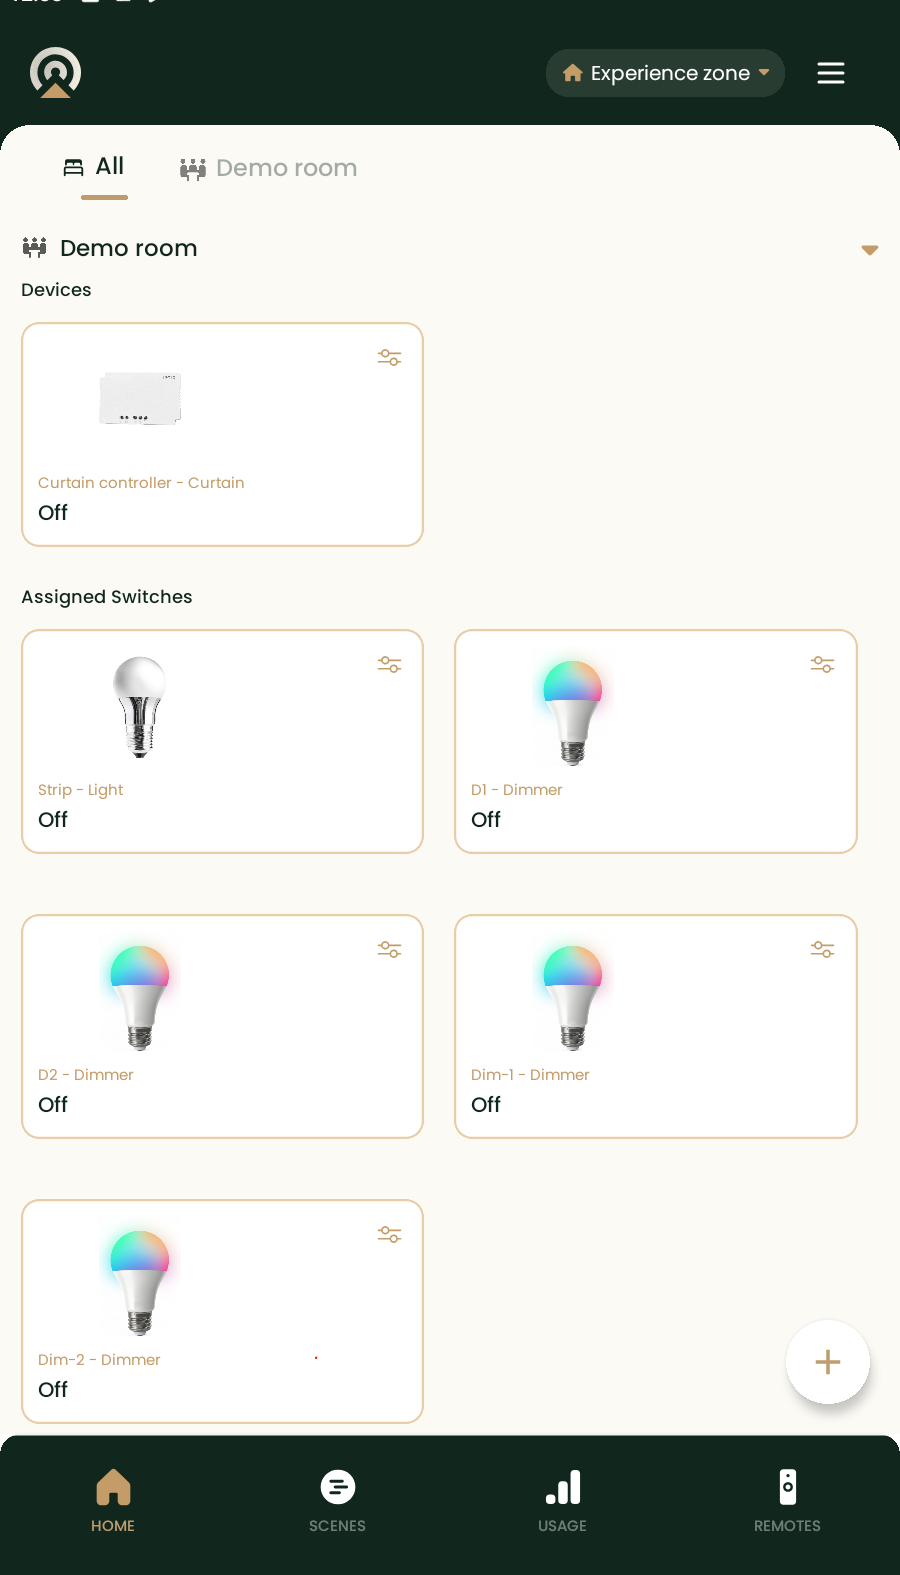 Experience zone
All
Demo room
Demo room
Devices
Curtain controller - Curtain
Off
Assigned Switches
Strip - Light
Off
D1 - Dimmer
Off
D2 - Dimmer
Off
Dim-1 - Dimmer
Off
Dim-2 - Dimmer
Off
HOME
SCENES
USAGE
REMOTES